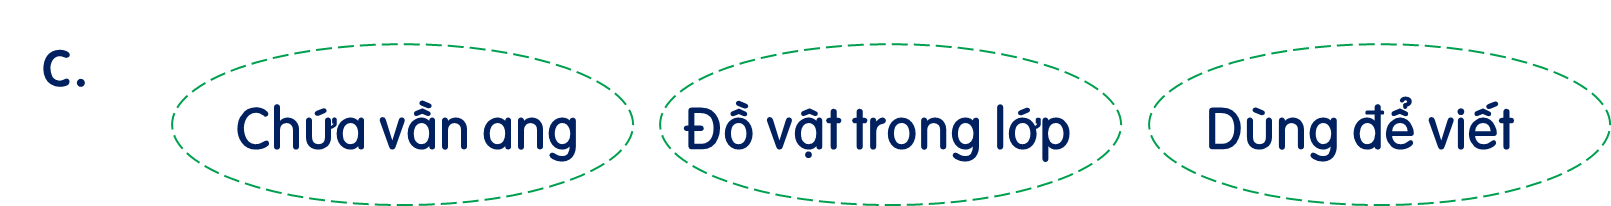 c.
Chứa vần ang
Đồ vật trong lớp
Dùng để viết